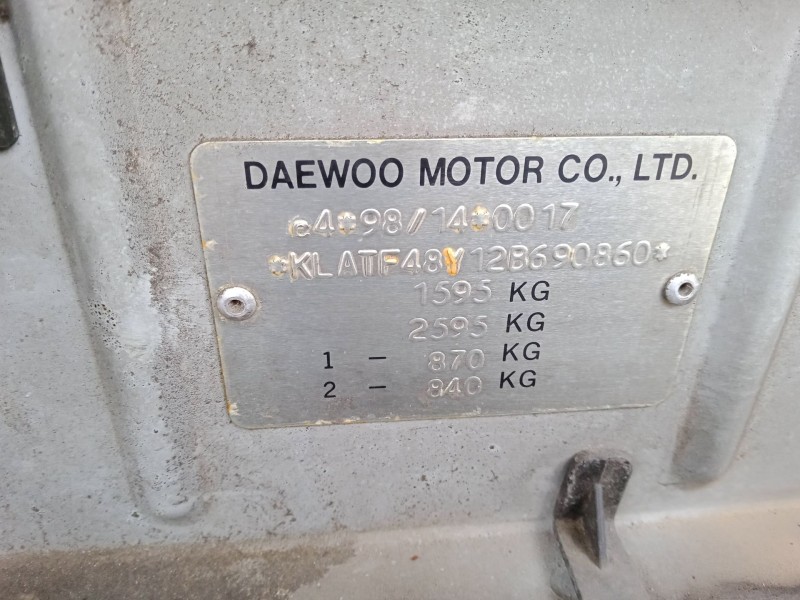 DAEWOO MOTOR CO., LTD.
e4*98/14*0017
*KLATF48Y12B690860*
1595 KG
2595 KG
1 - 870 KG
2 - 840 KG